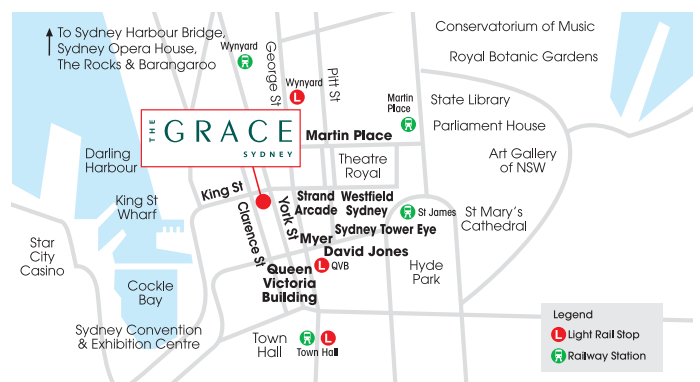 To Sydney Harbour Bridge,
Sydney Opera House,
The Rocks & Barangaroo
Wynyard
George St
Wynyard
Pitt St
Conservatorium of Music
Royal Botanic Gardens
Martin
Place
State Library
Parliament House
Art Gallery
of NSW
THE
GRACE
SYDNEY
Martin Place
Theatre
Royal
Darling
Harbour
King St
Wharf
King St
Clarence St
York St
Strand
Arcade
Westfield
Sydney
St James
St Mary's
Cathedral
Sydney Tower Eye
Myer
David Jones
QVB
Queen
Victoria
Building
Hyde
Park
Star
City
Casino
Cockle
Bay
Sydney Convention
& Exhibition Centre
Town
Hall
Town Hall
Legend
L Light Rail Stop
Railway Station
L
L
L